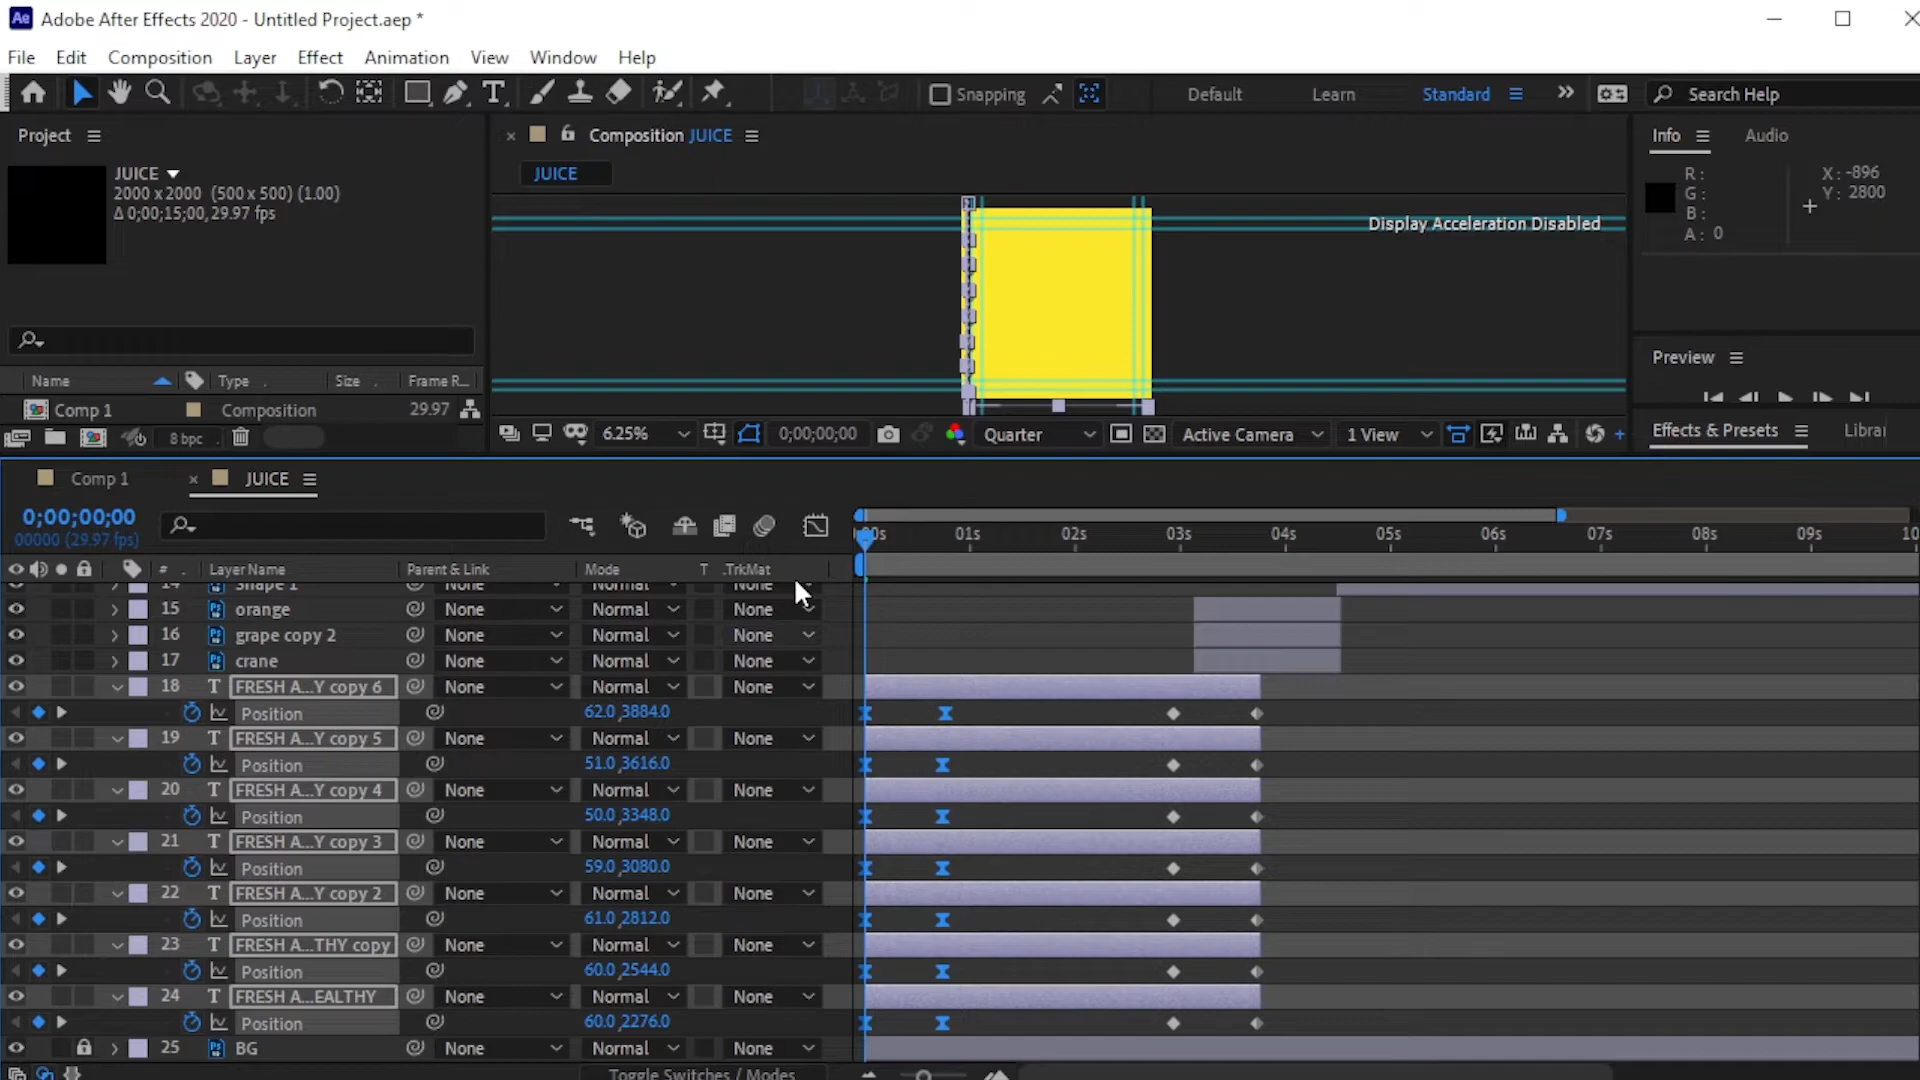 Ae Adobe After Effects 2020 - Untitled Project.aep *
File Edit Composition Layer Effect Animation View Window Help
Snapping Default Learn Standard Search Help
Project
Composition JUICE
Info Audio
JUICE
2000 x 2000 (500 x 500) (1.00)
Δ 0;00;15;00, 29.97 fps
JUICE
Display Acceleration Disabled
R :
G :
B :
A : 0
X : -896
Y : 2800
Preview
Name Type Size Frame R...
Comp 1 Composition 29.97
8 bpc
6.25% 0;00;00;00 Quarter Active Camera 1 View
Effects & Presets
Comp 1 JUICE
0;00;00;00
00000 (29.97 fps)
01s 02s 03s 04s 05s 06s 07s 08s 09s 10
# Layer Name Parent & Link Mode T .TrkMat
14 Shape 1 None Normal None
15 orange None Normal None
16 grape copy 2 None Normal None
17 crane None Normal None
18 T FRESH A...Y copy 6 None Normal None
Position 62.0,3884.0
19 T FRESH A...Y copy 5 None Normal None
Position 51.0,3616.0
20 T FRESH A...Y copy 4 None Normal None
Position 50.0,3348.0
21 T FRESH A...Y copy 3 None Normal None
Position 59.0,3080.0
22 T FRESH A...Y copy 2 None Normal None
Position 61.0,2812.0
23 T FRESH A...THY copy None Normal None
Position 60.0,2544.0
24 T FRESH A...EALTHY None Normal None
Position 60.0,2276.0
25 BG None Normal None
Toggle Switches / Modes